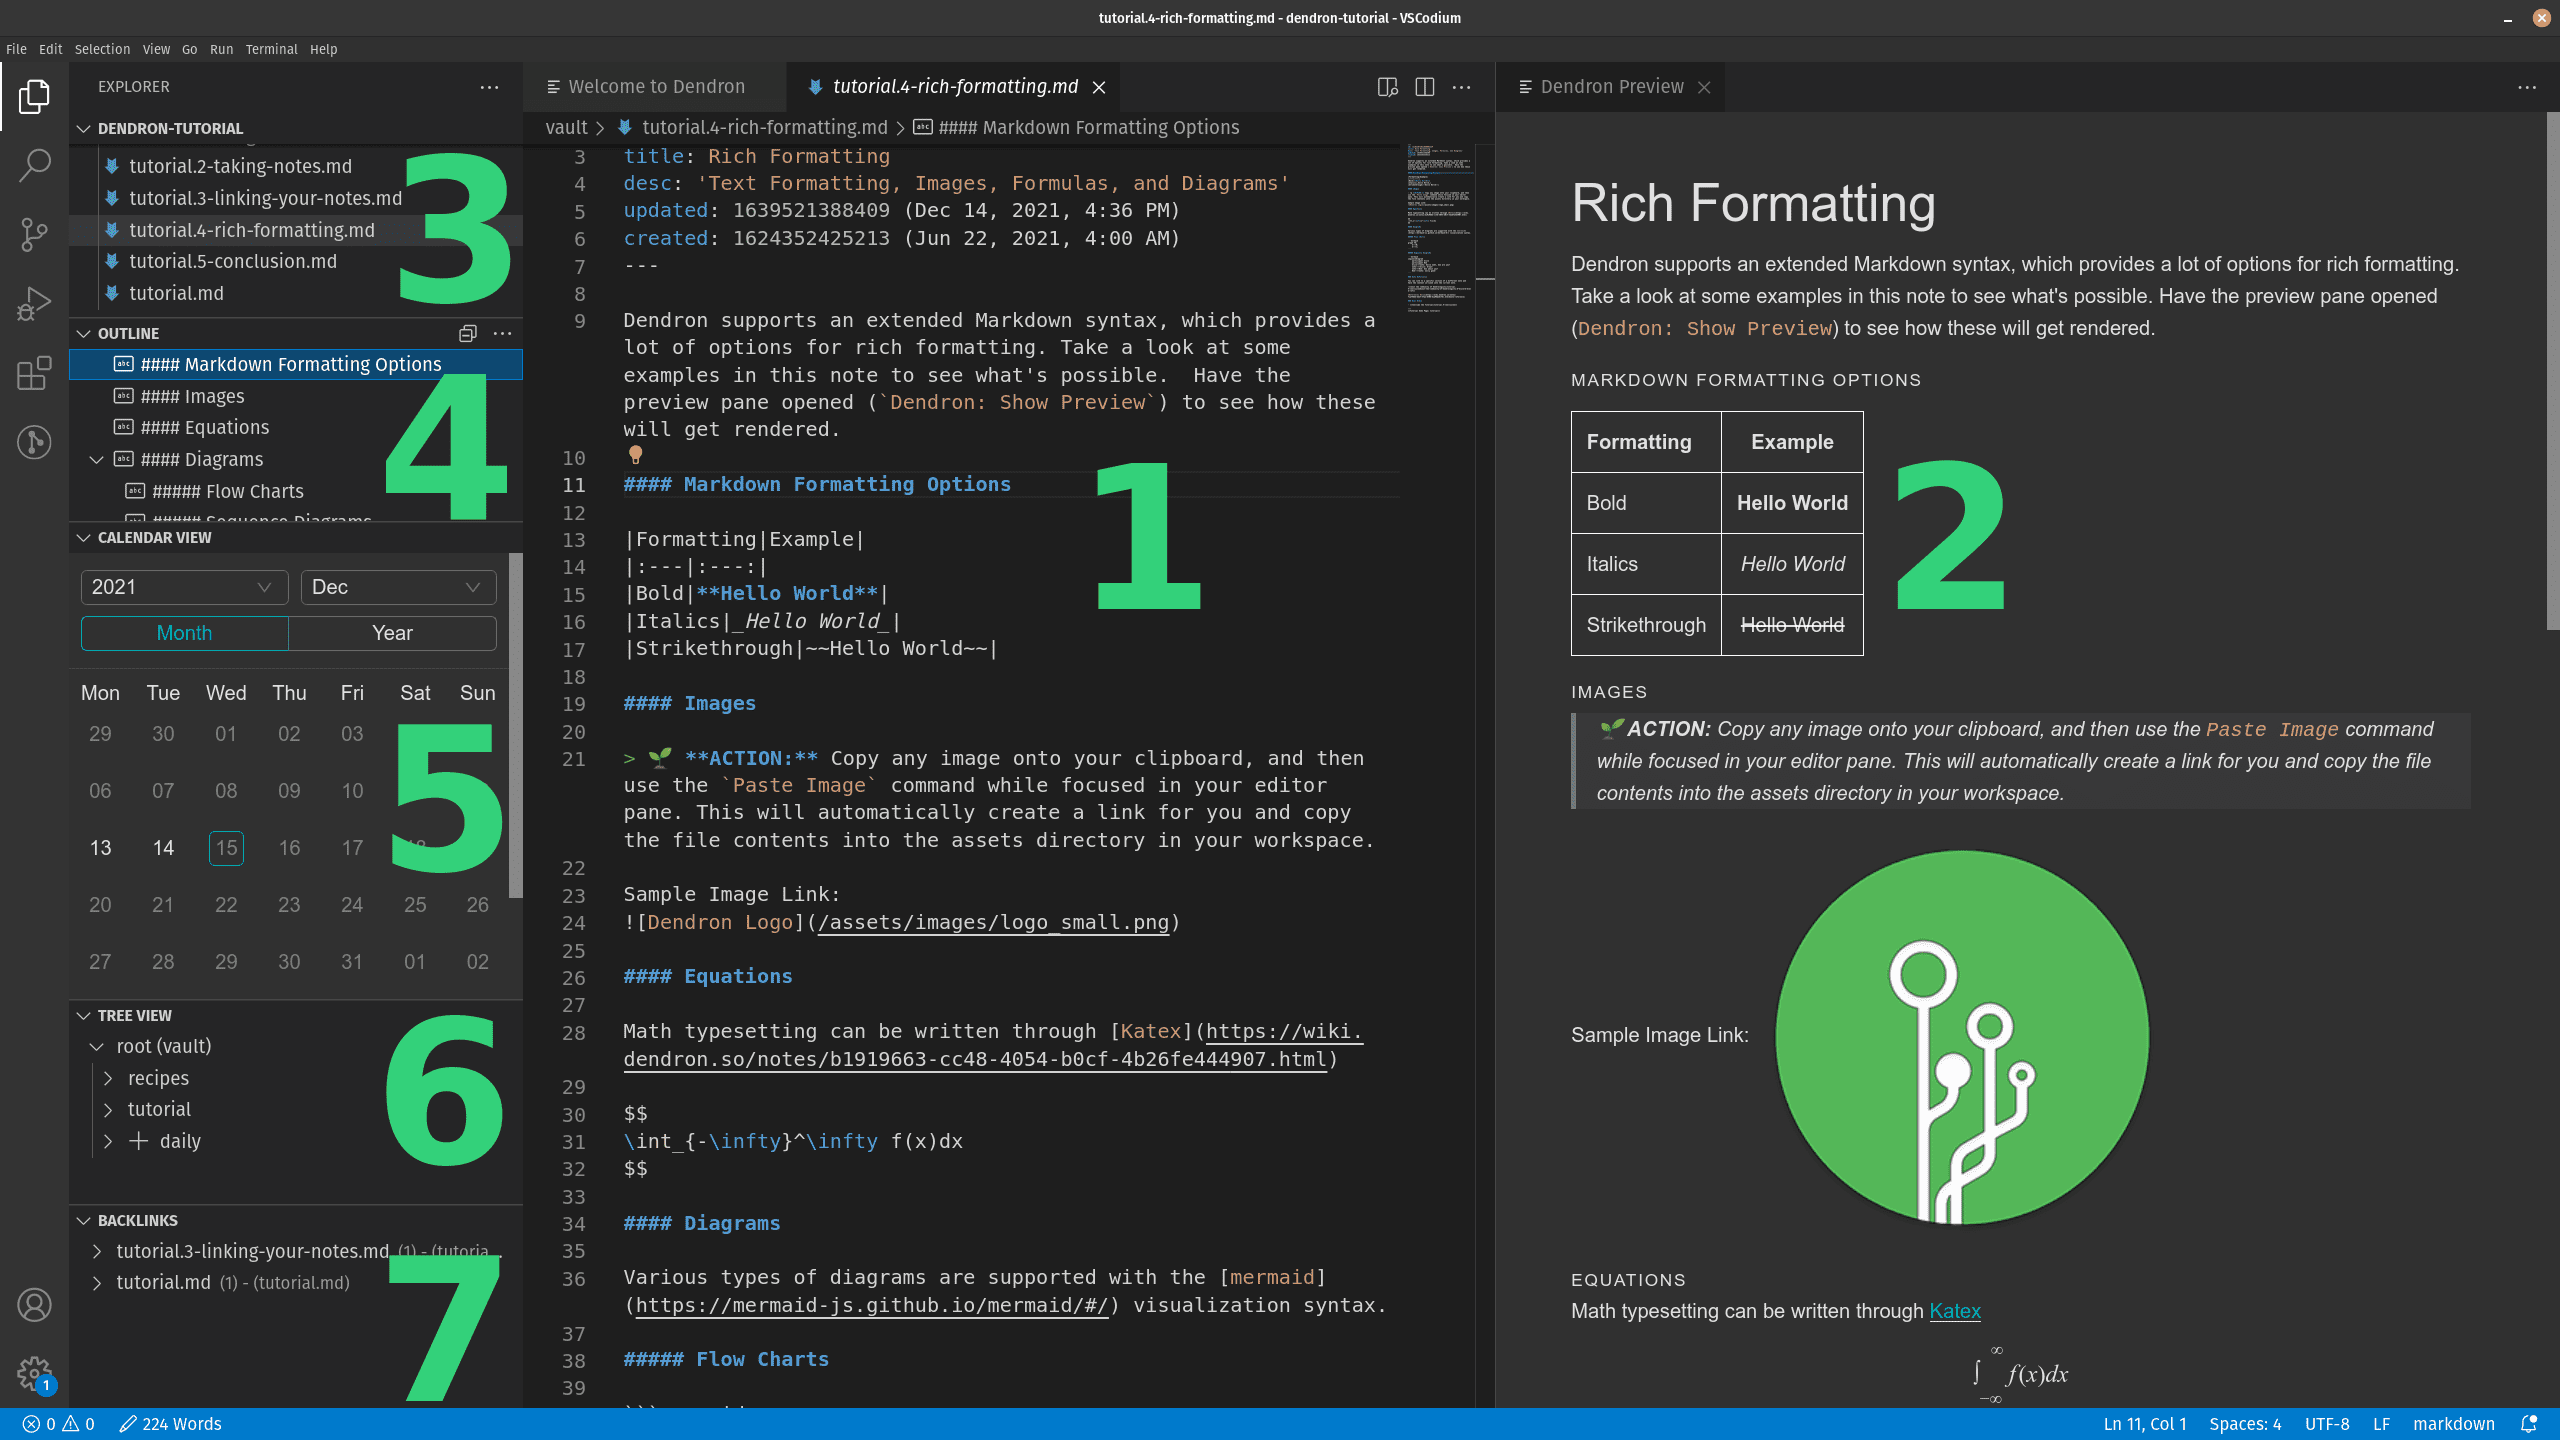 tutorial.4-rich-formatting.md - dendron-tutorial - VSCodium
File Edit Selection View Go Run Terminal Help
EXPLORER
DENDRON-TUTORIAL
tutorial.2-taking-notes.md
tutorial.3-linking-your-notes.md
tutorial.4-rich-formatting.md
tutorial.5-conclusion.md
tutorial.md
3
OUTLINE
#### Markdown Formatting Options
#### Images
#### Equations
#### Diagrams
##### Flow Charts
##### Sequence Diagrams
4
CALENDAR VIEW
2021 Dec
Month Year
Mon Tue Wed Thu Fri Sat Sun
29 30 01 02 03
06 07 08 09 10
13 14 15 16 17
20 21 22 23 24 25 26
27 28 29 30 31 01 02
5
TREE VIEW
root (vault)
recipes
tutorial
daily
6
BACKLINKS
tutorial.3-linking-your-notes.md (1) - (tutoria...
tutorial.md (1) - (tutorial.md)
7
Welcome to Dendron tutorial.4-rich-formatting.md
vault > tutorial.4-rich-formatting.md > #### Markdown Formatting Options
3 title: Rich Formatting
4 desc: 'Text Formatting, Images, Formulas, and Diagrams'
5 updated: 1639521388409 (Dec 14, 2021, 4:36 PM)
6 created: 1624352425213 (Jun 22, 2021, 4:00 AM)
7 ---
8
9 Dendron supports an extended Markdown syntax, which provides a
lot of options for rich formatting. Take a look at some
examples in this note to see what's possible.  Have the
preview pane opened (`Dendron: Show Preview`) to see how these
will get rendered.
10
11 #### Markdown Formatting Options
12
13 |Formatting|Example|
14 |:---|:---:|
15 |Bold|**Hello World**|
16 |Italics|_Hello World_|
17 |Strikethrough|~~Hello World~~|
18
19 #### Images
20
21 > 🌱 **ACTION:** Copy any image onto your clipboard, and then
use the `Paste Image` command while focused in your editor
pane. This will automatically create a link for you and copy
the file contents into the assets directory in your workspace.
22
23 Sample Image Link:
24 ![Dendron Logo](/assets/images/logo_small.png)
25
26 #### Equations
27
28 Math typesetting can be written through [Katex](https://wiki.
dendron.so/notes/b1919663-cc48-4054-b0cf-4b26fe444907.html)
29
30 $$
31 \int_{-\infty}^\infty f(x)dx
32 $$
33
34 #### Diagrams
35
36 Various types of diagrams are supported with the [mermaid]
(https://mermaid-js.github.io/mermaid/#/) visualization syntax.
37
38 ##### Flow Charts
39
1
Dendron Preview
Rich Formatting
Dendron supports an extended Markdown syntax, which provides a lot of options for rich formatting.
Take a look at some examples in this note to see what's possible. Have the preview pane opened
(Dendron: Show Preview) to see how these will get rendered.
MARKDOWN FORMATTING OPTIONS
Formatting Example
Bold Hello World
Italics Hello World
Strikethrough Hello World
2
IMAGES
🌱 ACTION: Copy any image onto your clipboard, and then use the Paste Image command
while focused in your editor pane. This will automatically create a link for you and copy the file
contents into the assets directory in your workspace.
Sample Image Link:
EQUATIONS
Math typesetting can be written through Katex
∫−∞∞ f(x)dx
1
0 0 224 Words Ln 11, Col 1 Spaces: 4 UTF-8 LF markdown